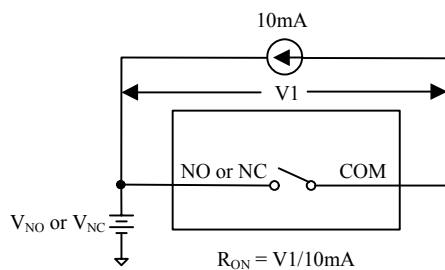 10mA
V1
NO or NC COM
V_NO or V_NC
R_ON = V1/10mA